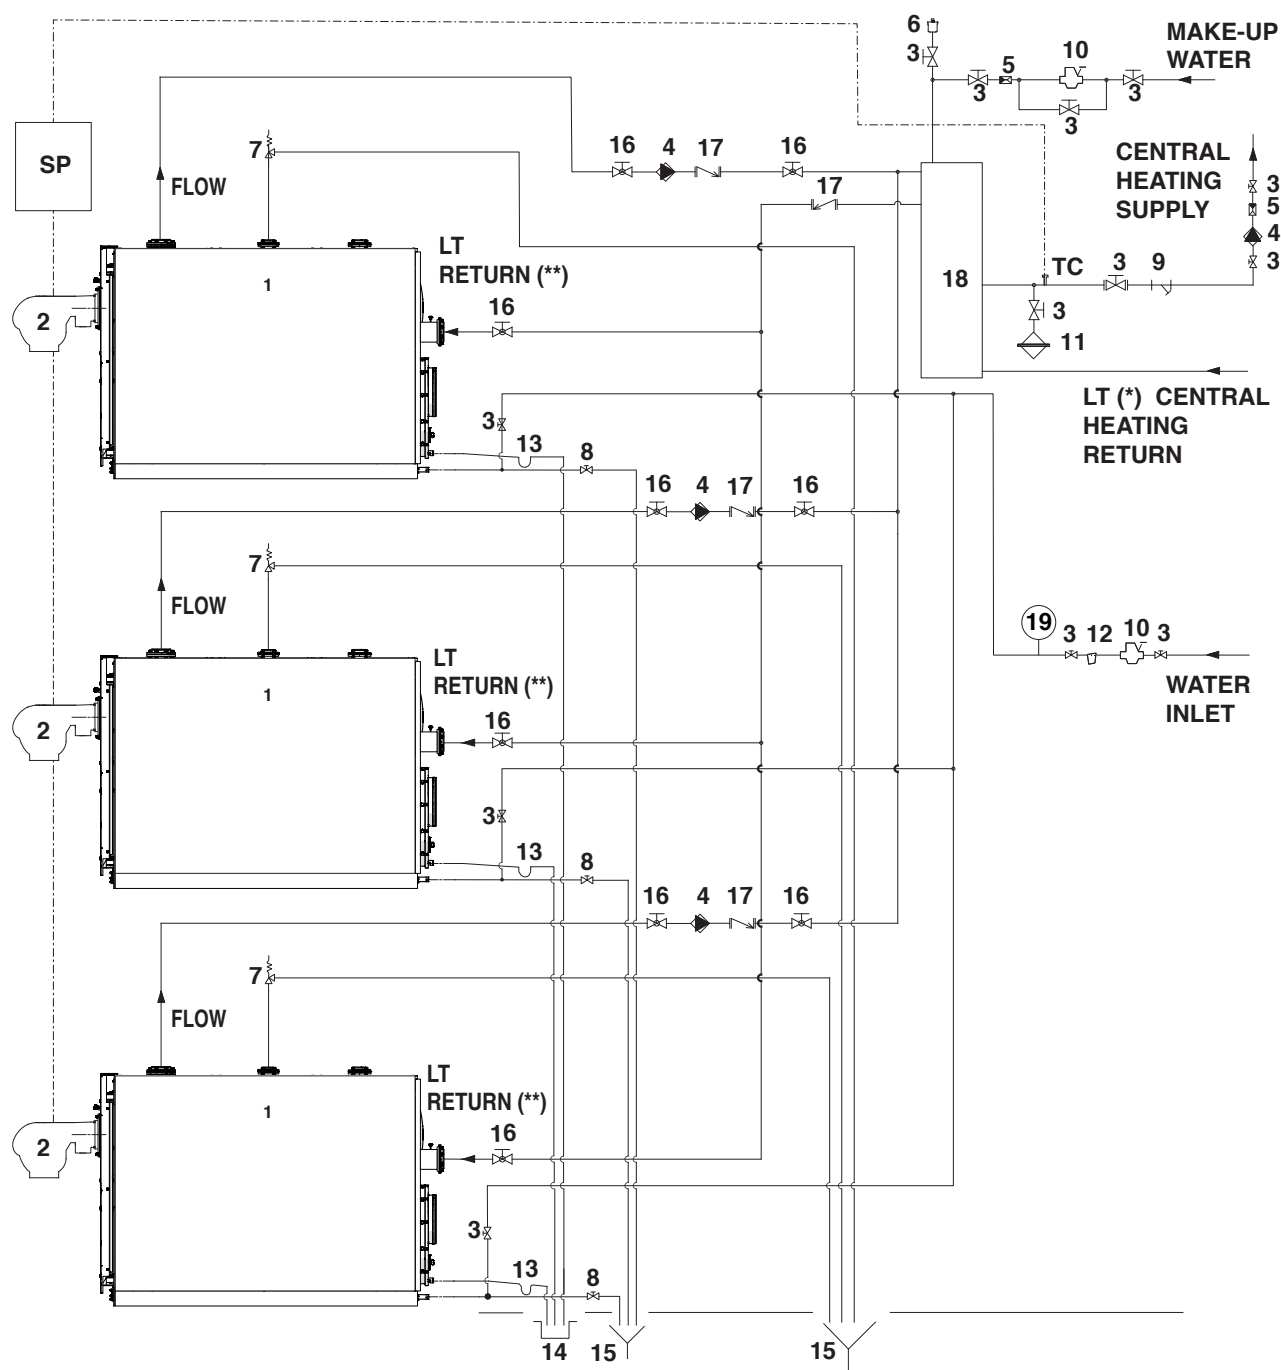 6
MAKE-UP
WATER
3
5
10
3
3
3
SP
7
FLOW
16
4
17
16
17
CENTRAL
HEATING
SUPPLY
3
5
4
3
LT
RETURN (**)
1
2
16
18
TC
3
9
3
11
LT (*) CENTRAL
HEATING
RETURN
3
13
8
16
4
17
16
7
FLOW
19
3
12
10
3
WATER
INLET
LT
RETURN (**)
1
2
16
3
13
8
16
4
17
16
7
FLOW
LT
RETURN (**)
1
2
16
3
13
8
14
15
15